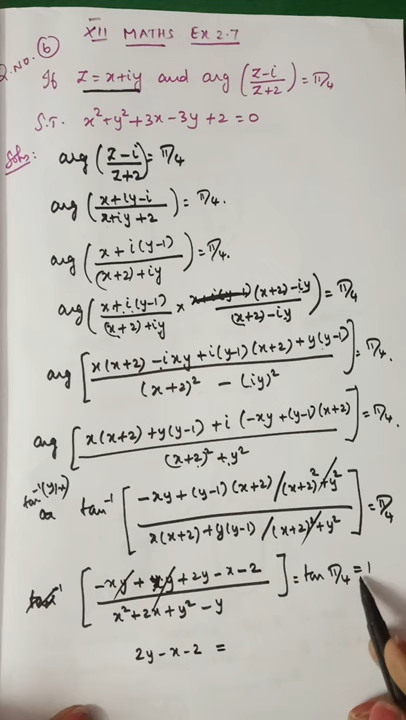 XII MATHS Ex 2.7
Q.NO. 6
If z = x+iy and arg ((z-i)/(z+2)) = π/4
S.T. x²+y²+3x-3y+2=0
Soln: arg ((z-i)/(z+2)) = π/4
arg ((x+iy-i)/(x+iy+2)) = π/4.
arg ((x+i(y-1))/((x+2)+iy)) = π/4.
arg ((x+i(y-1))/((x+2)+iy) × (x+i(y-1)) ((x+2)-iy)/((x+2)-iy)) = π/4
arg [(x(x+2) - ixy + i(y-1)(x+2) + y(y-1))/((x+2)² - (iy)²)] = π/4.
arg [(x(x+2) + y(y-1) + i(-xy + (y-1)(x+2))/((x+2)² + y²)] = π/4.
tan⁻¹ [(-xy + (y-1)(x+2)/(x+2)²+y²)/(x(x+2)+y(y-1)/(x+2)²+y²)] = π/4
tan⁻¹ [(-xy + xy + 2y - x - 2)/(x²+2x+y²-y)] = tan π/4 = 1
2y-x-2 =